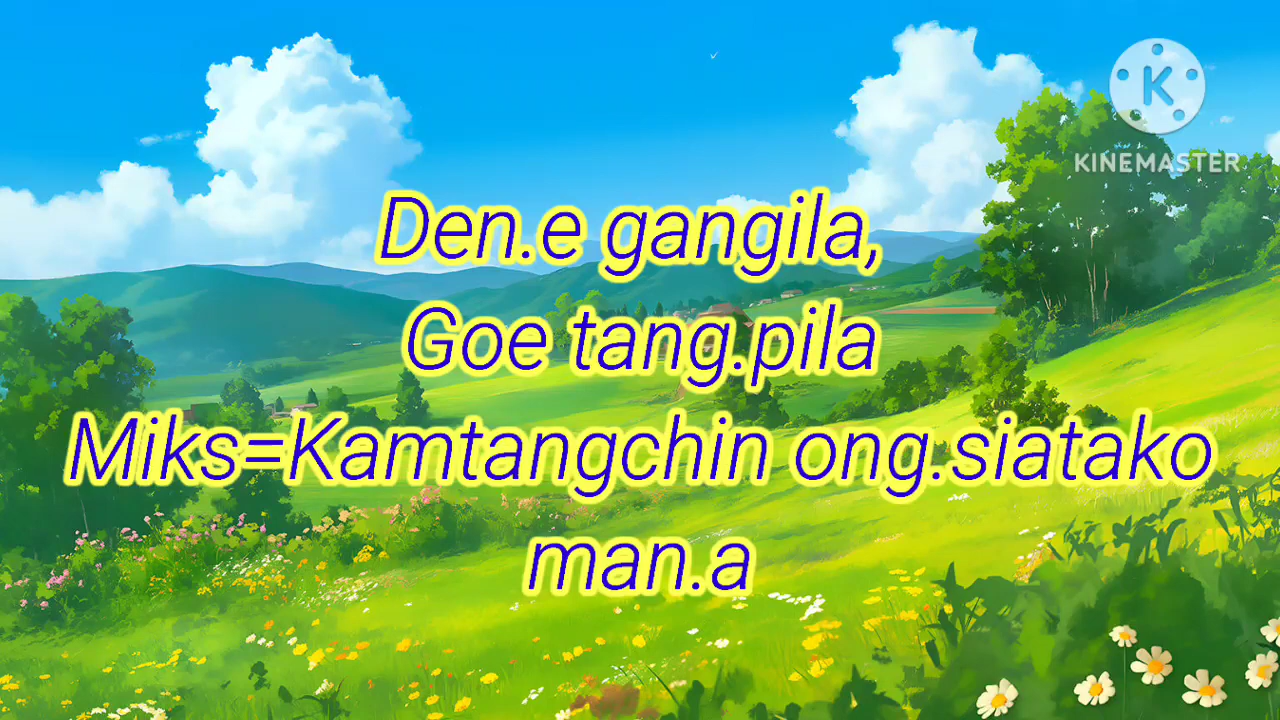 KINEMASTER
Den.e gangila,
Goe tang.pila
Miks=Kamtangchin ong.siatako
man.a